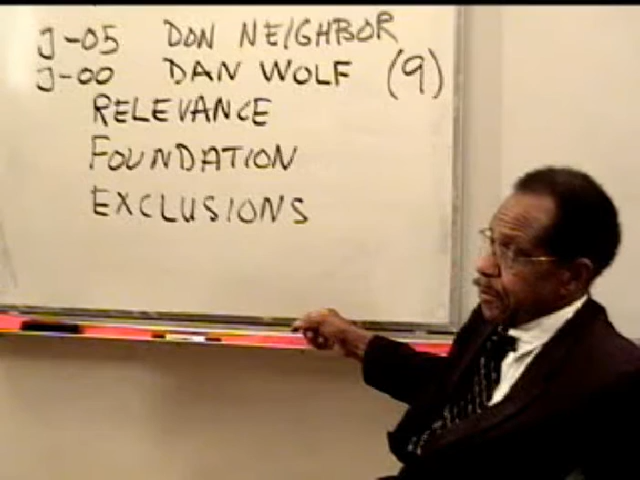 J-05 DON NEIGHBOR
J-00 DAN WOLF (9)
RELEVANCE
FOUNDATION
EXCLUSIONS